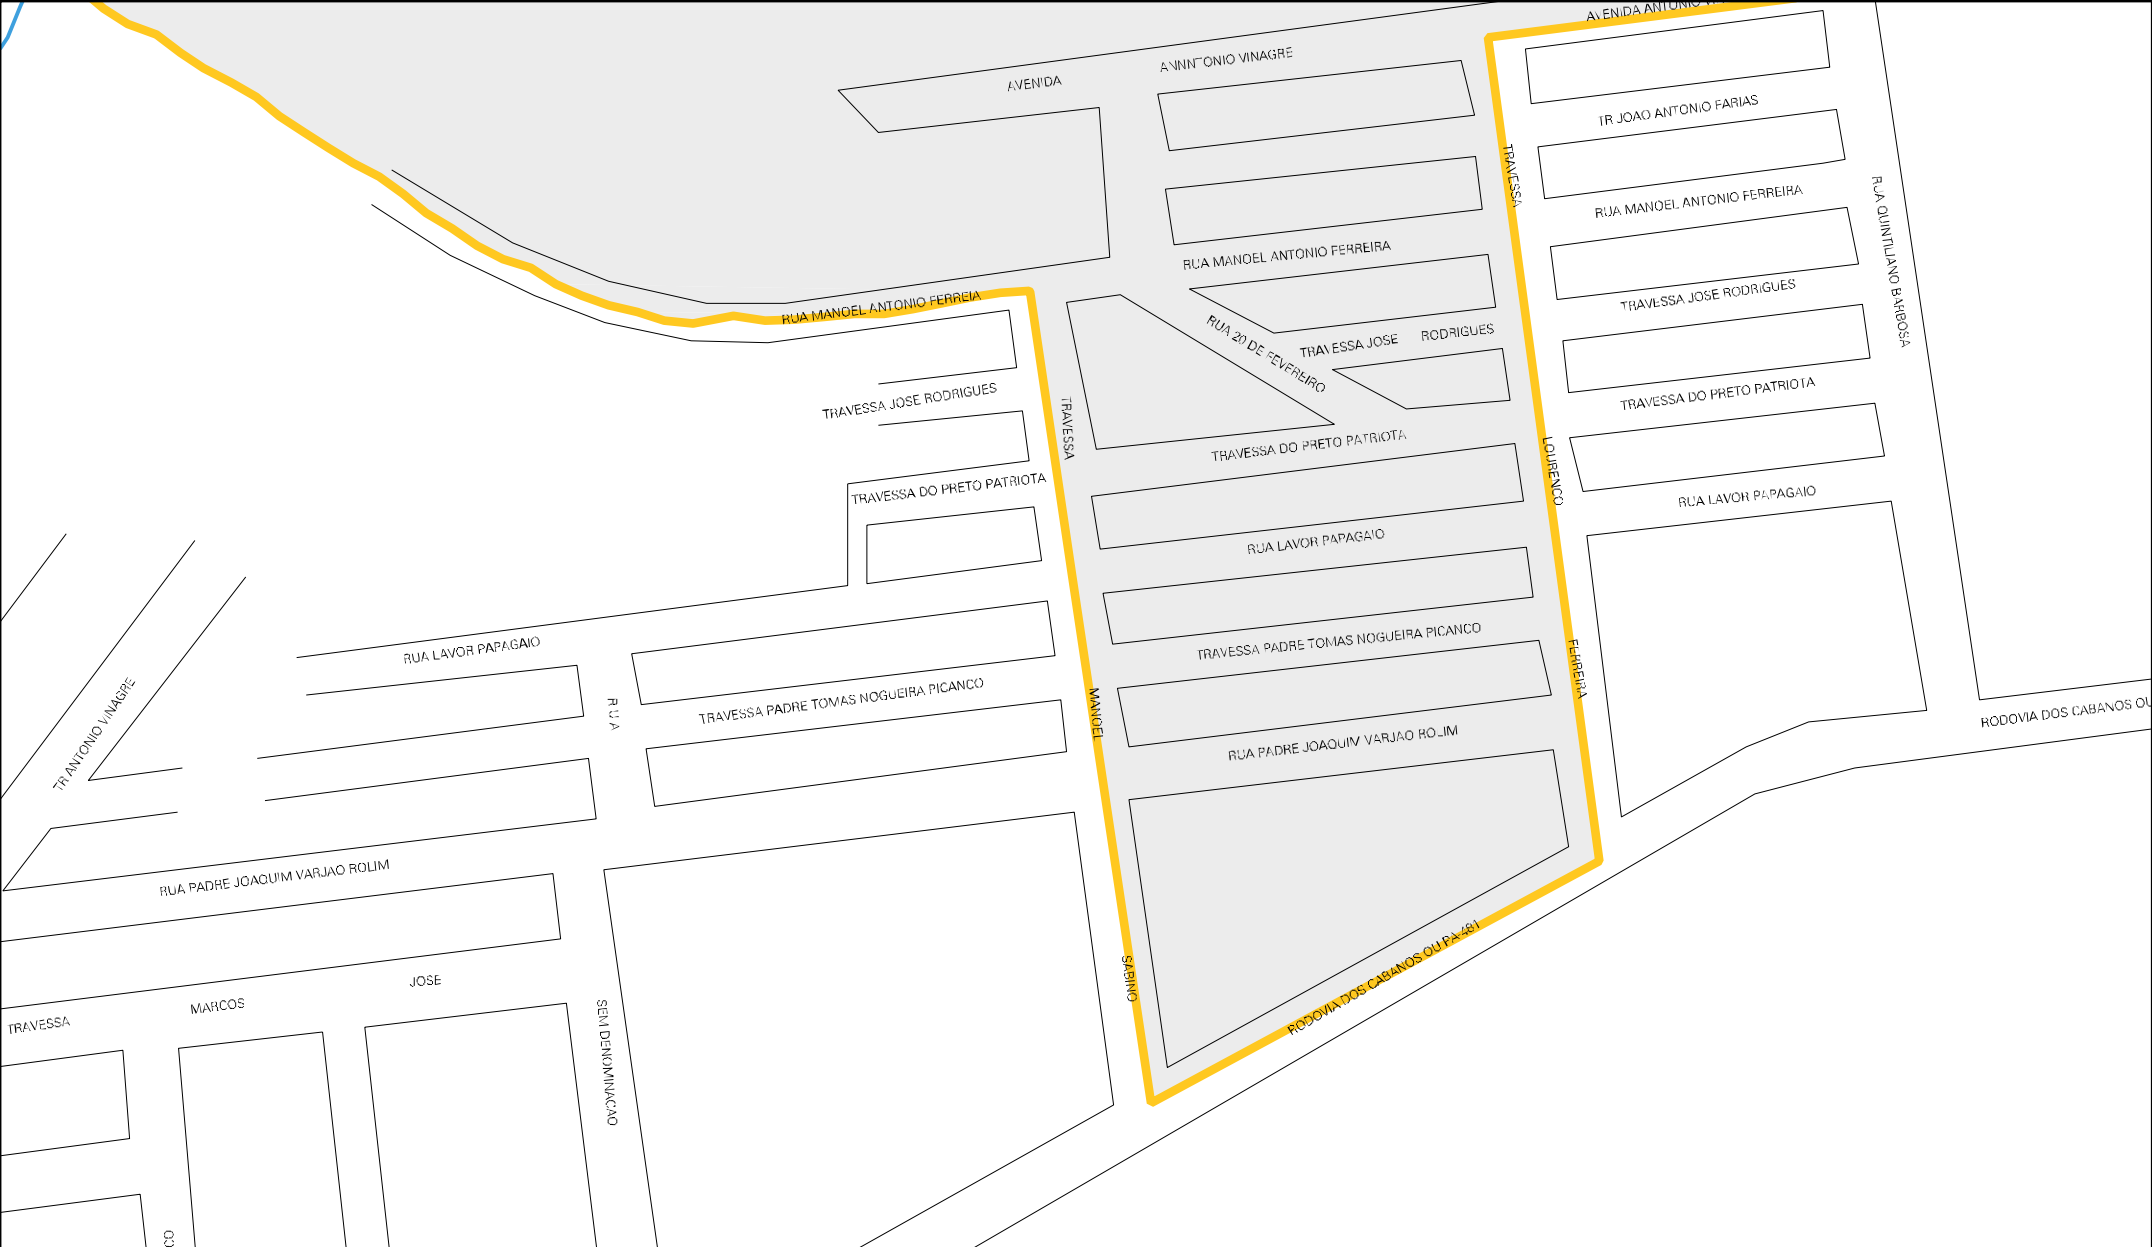 AVENIDA ANTONIO
AVENIDA
ANNNTONIO VINAGRE
TR JOAO ANTONIO FARIAS
TRAVESSA
RUA MANOEL ANTONIO FERREIRA
RUA QUINTILIANO BARBOSA
RUA MANOEL ANTONIO FERREIRA
TRAVESSA JOSE RODRIGUES
RUA MANOEL ANTONIO FERREIA
RUA 20 DE FEVEREIRO
TRAVESSA JOSE
RODRIGUES
TRAVESSA JOSE RODRIGUES
TRAVESSA
TRAVESSA DO PRETO PATRIOTA
TRAVESSA DO PRETO PATRIOTA
LOURENCO
TRAVESSA DO PRETO PATRIOTA
RUA LAVOR PAPAGAIO
RUA LAVOR PAPAGAIO
RUA LAVOR PAPAGAIO
TRAVESSA PADRE TOMAS NOGUEIRA PICANCO
FERREIRA
TR ANTONIO VINAGRE
RUA
TRAVESSA PADRE TOMAS NOGUEIRA PICANCO
MANOEL
RODOVIA DOS CABANOS OU
RUA PADRE JOAQUIM VARJAO ROLIM
RUA PADRE JOAQUIM VARJAO ROLIM
SABINO
RODOVIA DOS CABANOS OU PA-481
TRAVESSA
MARCOS
JOSE
SEM DENOMINACAO
CO